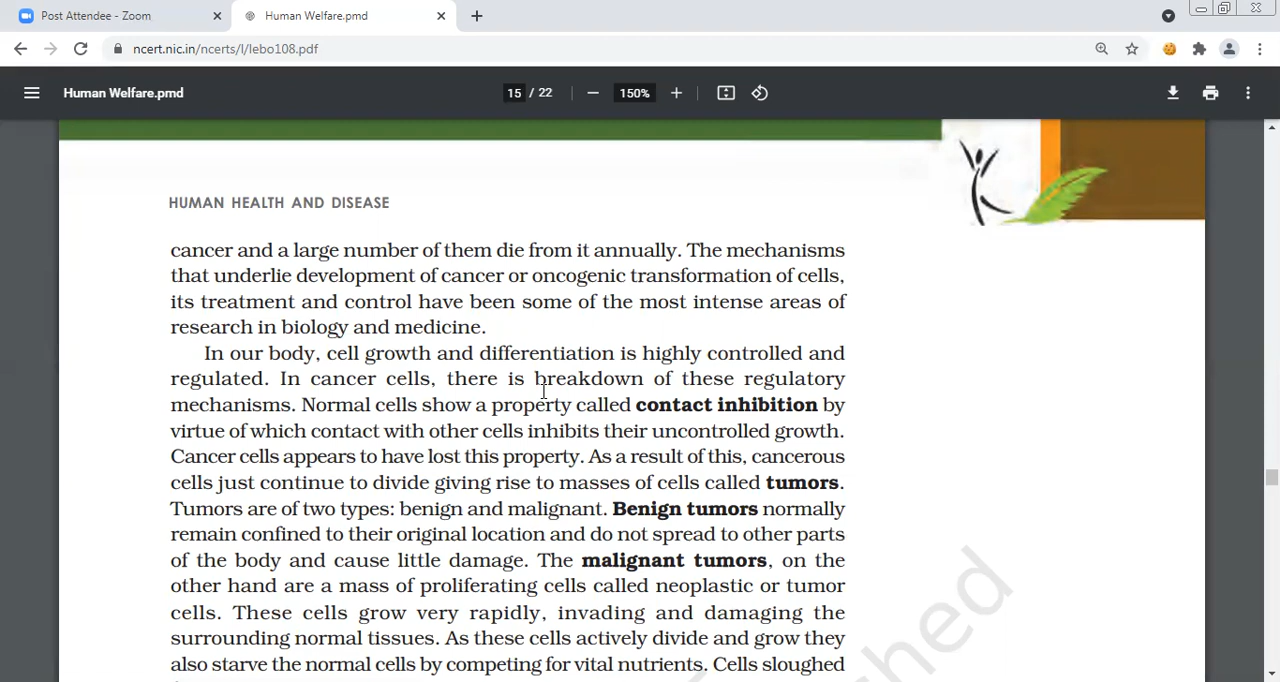 Post Attendee - Zoom
Human Welfare.pmd
ncert.nic.in/ncerts/l/lebo108.pdf
Human Welfare.pmd
15 / 22
150%
HUMAN HEALTH AND DISEASE
cancer and a large number of them die from it annually. The mechanisms
that underlie development of cancer or oncogenic transformation of cells,
its treatment and control have been some of the most intense areas of
research in biology and medicine.
In our body, cell growth and differentiation is highly controlled and
regulated. In cancer cells, there is breakdown of these regulatory
mechanisms. Normal cells show a property called contact inhibition by
virtue of which contact with other cells inhibits their uncontrolled growth.
Cancer cells appears to have lost this property. As a result of this, cancerous
cells just continue to divide giving rise to masses of cells called tumors.
Tumors are of two types: benign and malignant. Benign tumors normally
remain confined to their original location and do not spread to other parts
of the body and cause little damage. The malignant tumors, on the
other hand are a mass of proliferating cells called neoplastic or tumor
cells. These cells grow very rapidly, invading and damaging the
surrounding normal tissues. As these cells actively divide and grow they
also starve the normal cells by competing for vital nutrients. Cells sloughed